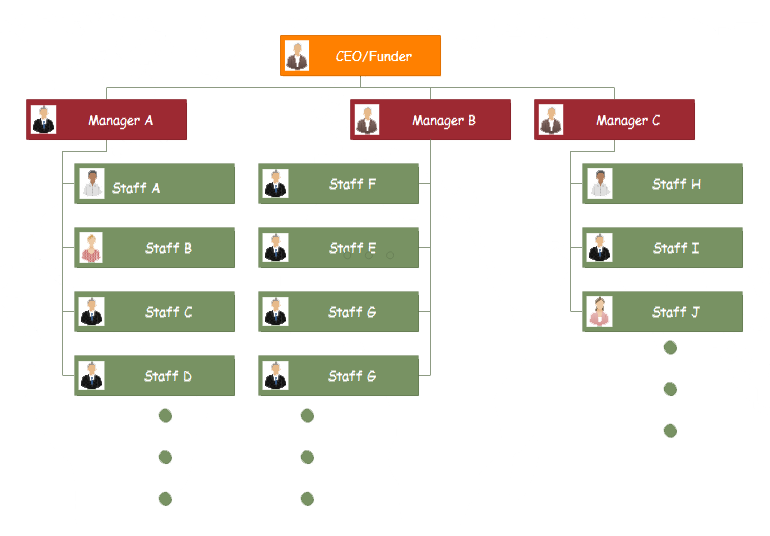 CEO/Funder
Manager A
Manager B
Manager C
Staff A
Staff F
Staff H
Staff B
Staff E
Staff I
Staff C
Staff G
Staff J
Staff D
Staff G